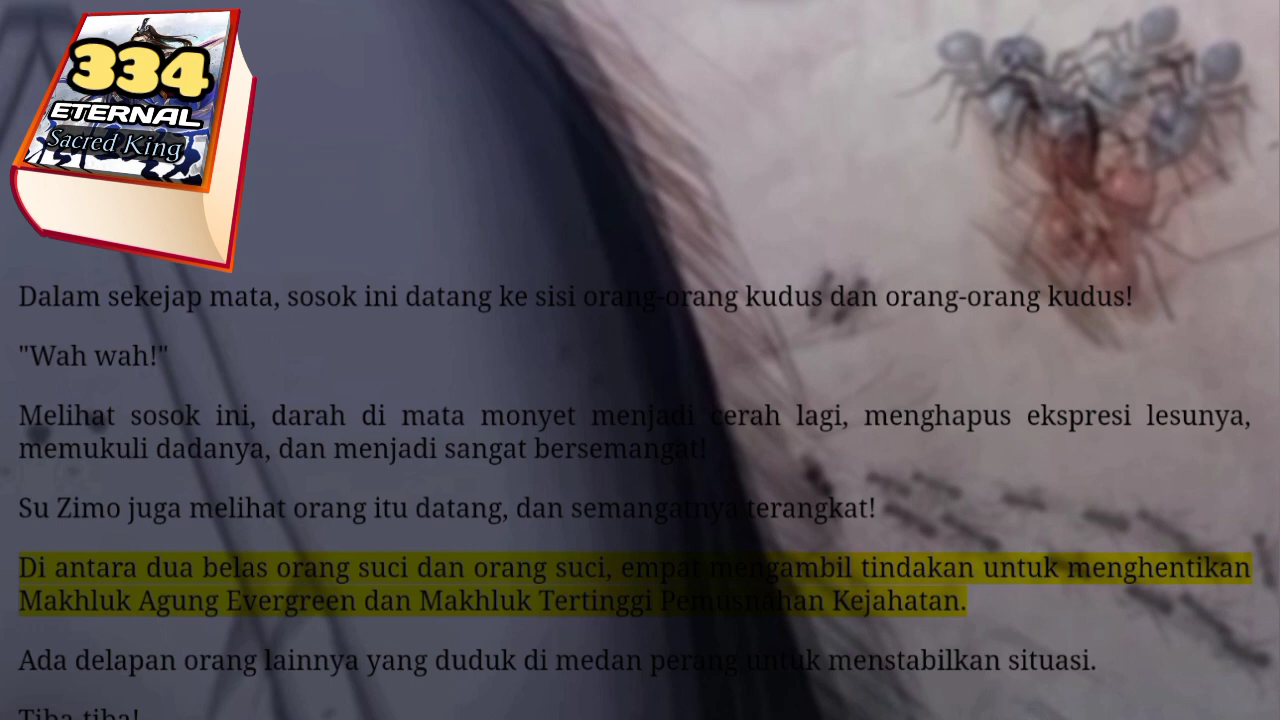 334
ETERNAL
Sacred King
Dalam sekejap mata, sosok ini datang ke sisi orang-orang kudus dan orang-orang kudus!
"Wah wah!"
Melihat sosok ini, darah di mata monyet menjadi cerah lagi, menghapus ekspresi lesunya,
memukuli dadanya, dan menjadi sangat bersemangat!
Su Zimo juga melihat orang itu datang, dan semangatnya terangkat!
Di antara dua belas orang suci dan orang suci, empat mengambil tindakan untuk menghentikan
Makhluk Agung Evergreen dan Makhluk Tertinggi Pemusnahan Kejahatan.
Ada delapan orang lainnya yang duduk di medan perang untuk menstabilkan situasi.
Tiba-tiba!